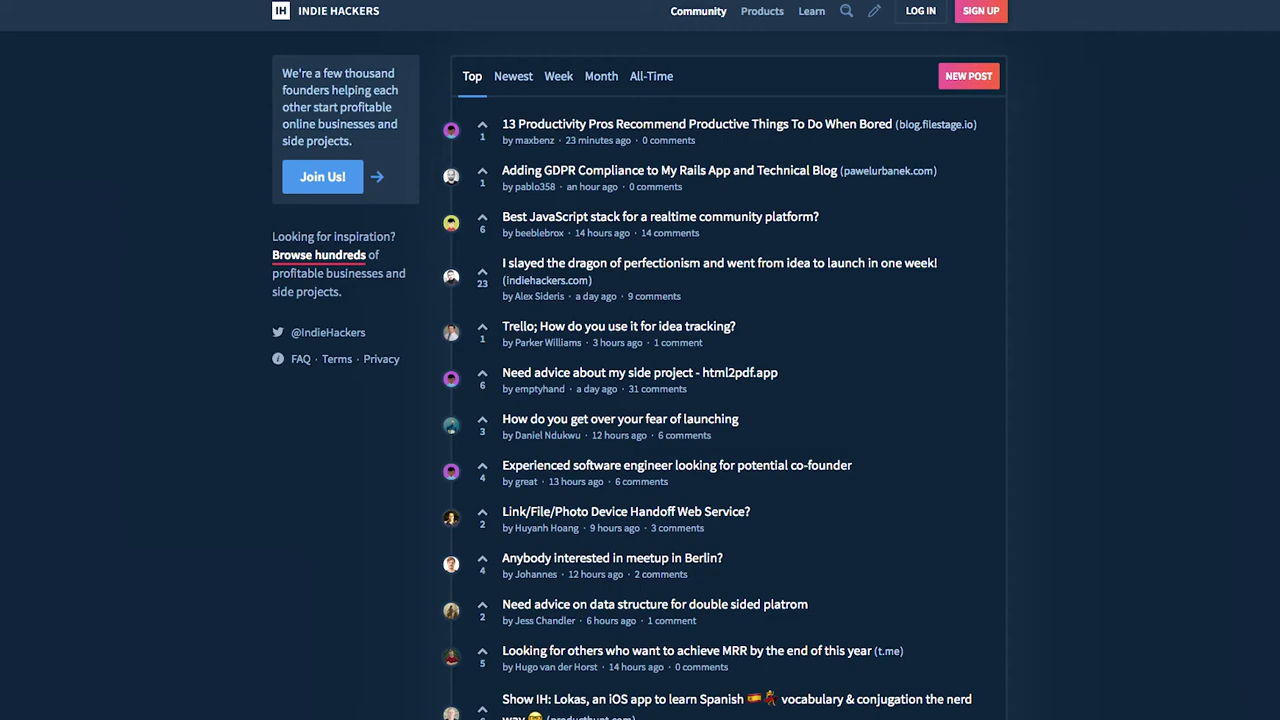 IH INDIE HACKERS
Community Products Learn LOG IN SIGN UP
We're a few thousand
founders helping each
other start profitable
online businesses and
side projects.
Join Us!
Looking for inspiration?
Browse hundreds of
profitable businesses and
side projects.
@IndieHackers
FAQ · Terms · Privacy
Top Newest Week Month All-Time NEW POST
13 Productivity Pros Recommend Productive Things To Do When Bored (blog.filestage.io)
1
by maxbenz · 23 minutes ago · 0 comments
Adding GDPR Compliance to My Rails App and Technical Blog (pawelurbanek.com)
1
by pablo358 · an hour ago · 0 comments
Best JavaScript stack for a realtime community platform?
6
by beeblebrox · 14 hours ago · 14 comments
I slayed the dragon of perfectionism and went from idea to launch in one week!
(indiehackers.com)
23
by Alex Sideris · a day ago · 9 comments
Trello; How do you use it for idea tracking?
1
by Parker Williams · 3 hours ago · 1 comment
Need advice about my side project - html2pdf.app
6
by emptyhand · a day ago · 31 comments
How do you get over your fear of launching
3
by Daniel Ndukwu · 12 hours ago · 6 comments
Experienced software engineer looking for potential co-founder
4
by great · 13 hours ago · 6 comments
Link/File/Photo Device Handoff Web Service?
2
by Huyanh Hoang · 9 hours ago · 3 comments
Anybody interested in meetup in Berlin?
4
by Johannes · 12 hours ago · 2 comments
Need advice on data structure for double sided platrom
2
by Jess Chandler · 6 hours ago · 1 comment
Looking for others who want to achieve MRR by the end of this year (t.me)
5
by Hugo van der Horst · 14 hours ago · 0 comments
Show IH: Lokas, an iOS app to learn Spanish 🇪🇸💃 vocabulary & conjugation the nerd
way 🤓 (producthunt.com)